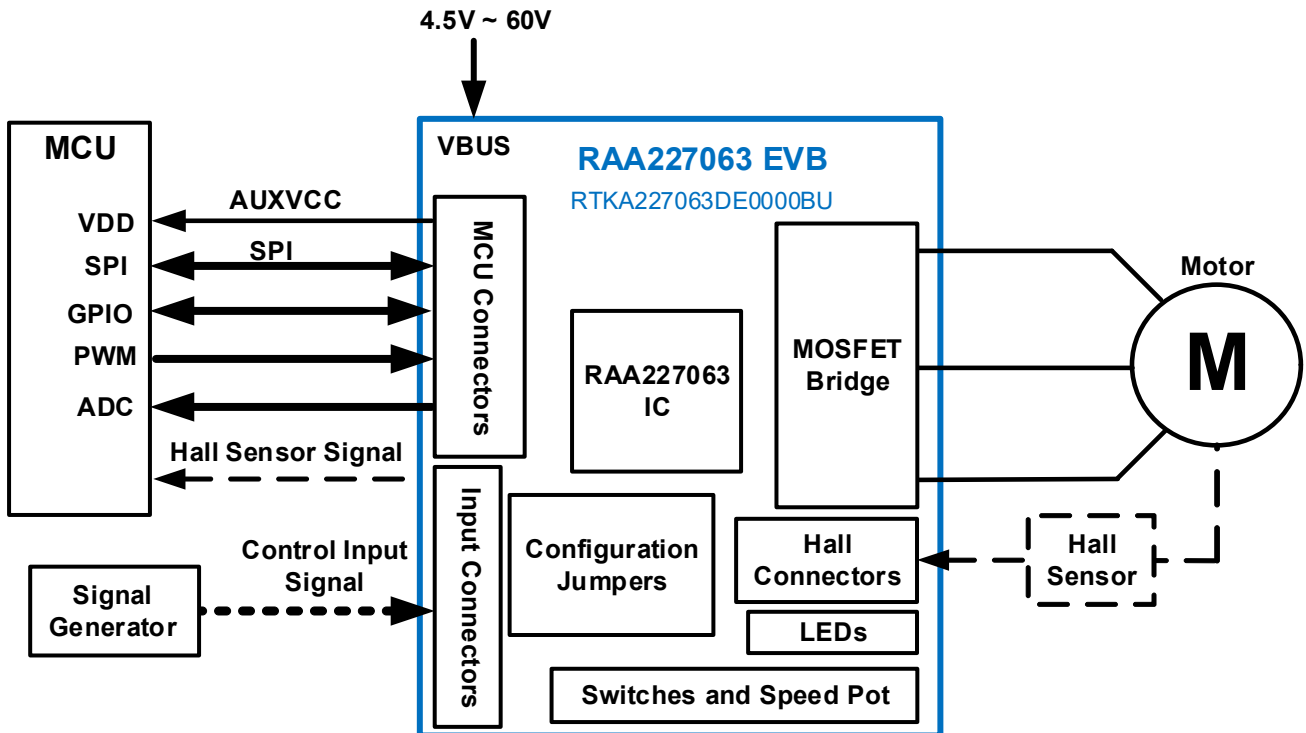 4.5V ~ 60V
MCU
VDD
SPI
GPIO
PWM
ADC
AUXVCC
SPI
Hall Sensor Signal
Control Input
Signal
Signal
Generator
VBUS
RAA227063 EVB
RTKA227063DE0000BU
MCU Connectors
Input Connectors
RAA227063
IC
MOSFET
Bridge
Configuration
Jumpers
Hall
Connectors
LEDs
Switches and Speed Pot
Motor
M
Hall
Sensor